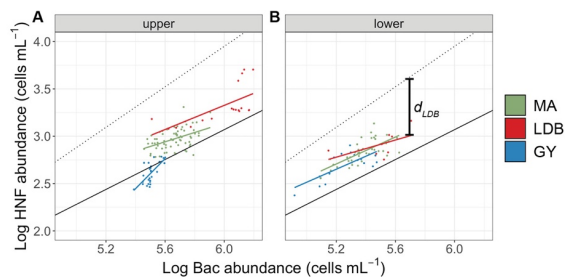 A
upper
B
lower
Log HNF abundance (cells mL⁻¹)
4.0
3.5
3.0
2.5
2.0
d_LDB
MA
LDB
GY
5.2
5.6
6.0
5.2
5.6
6.0
Log Bac abundance (cells mL⁻¹)